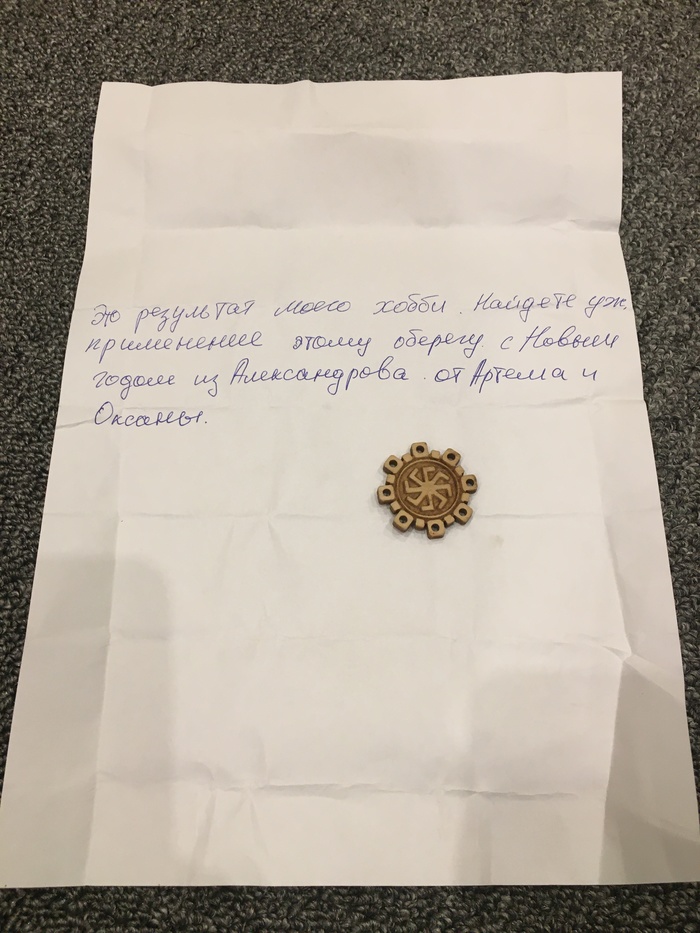 Это результат моего хобби. Найдете уж
применение этому оберегу. с Новым
годом из Александрова. от Артема и
Оксаны.